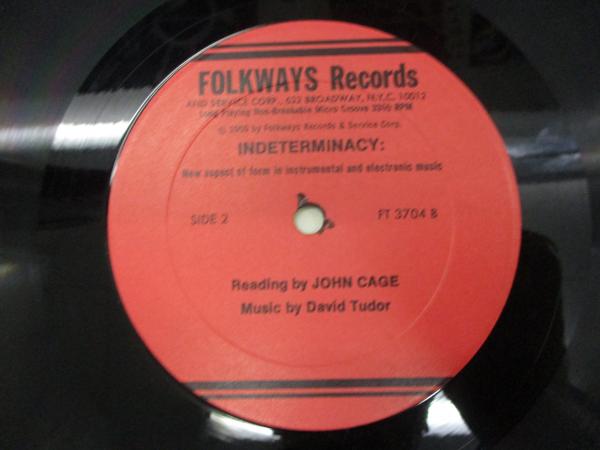 FOLKWAYS Records
AND SERVICE CORP., 632 BROADWAY, N.Y.C. 10012
Long Playing Non-Breakable Micro Groove 33⅓ RPM
by Folkways Records & Service Corp.
INDETERMINACY:
New aspect of form in instrumental and electronic music
SIDE 2
FT 3704 B
Reading by JOHN CAGE
Music by David Tudor